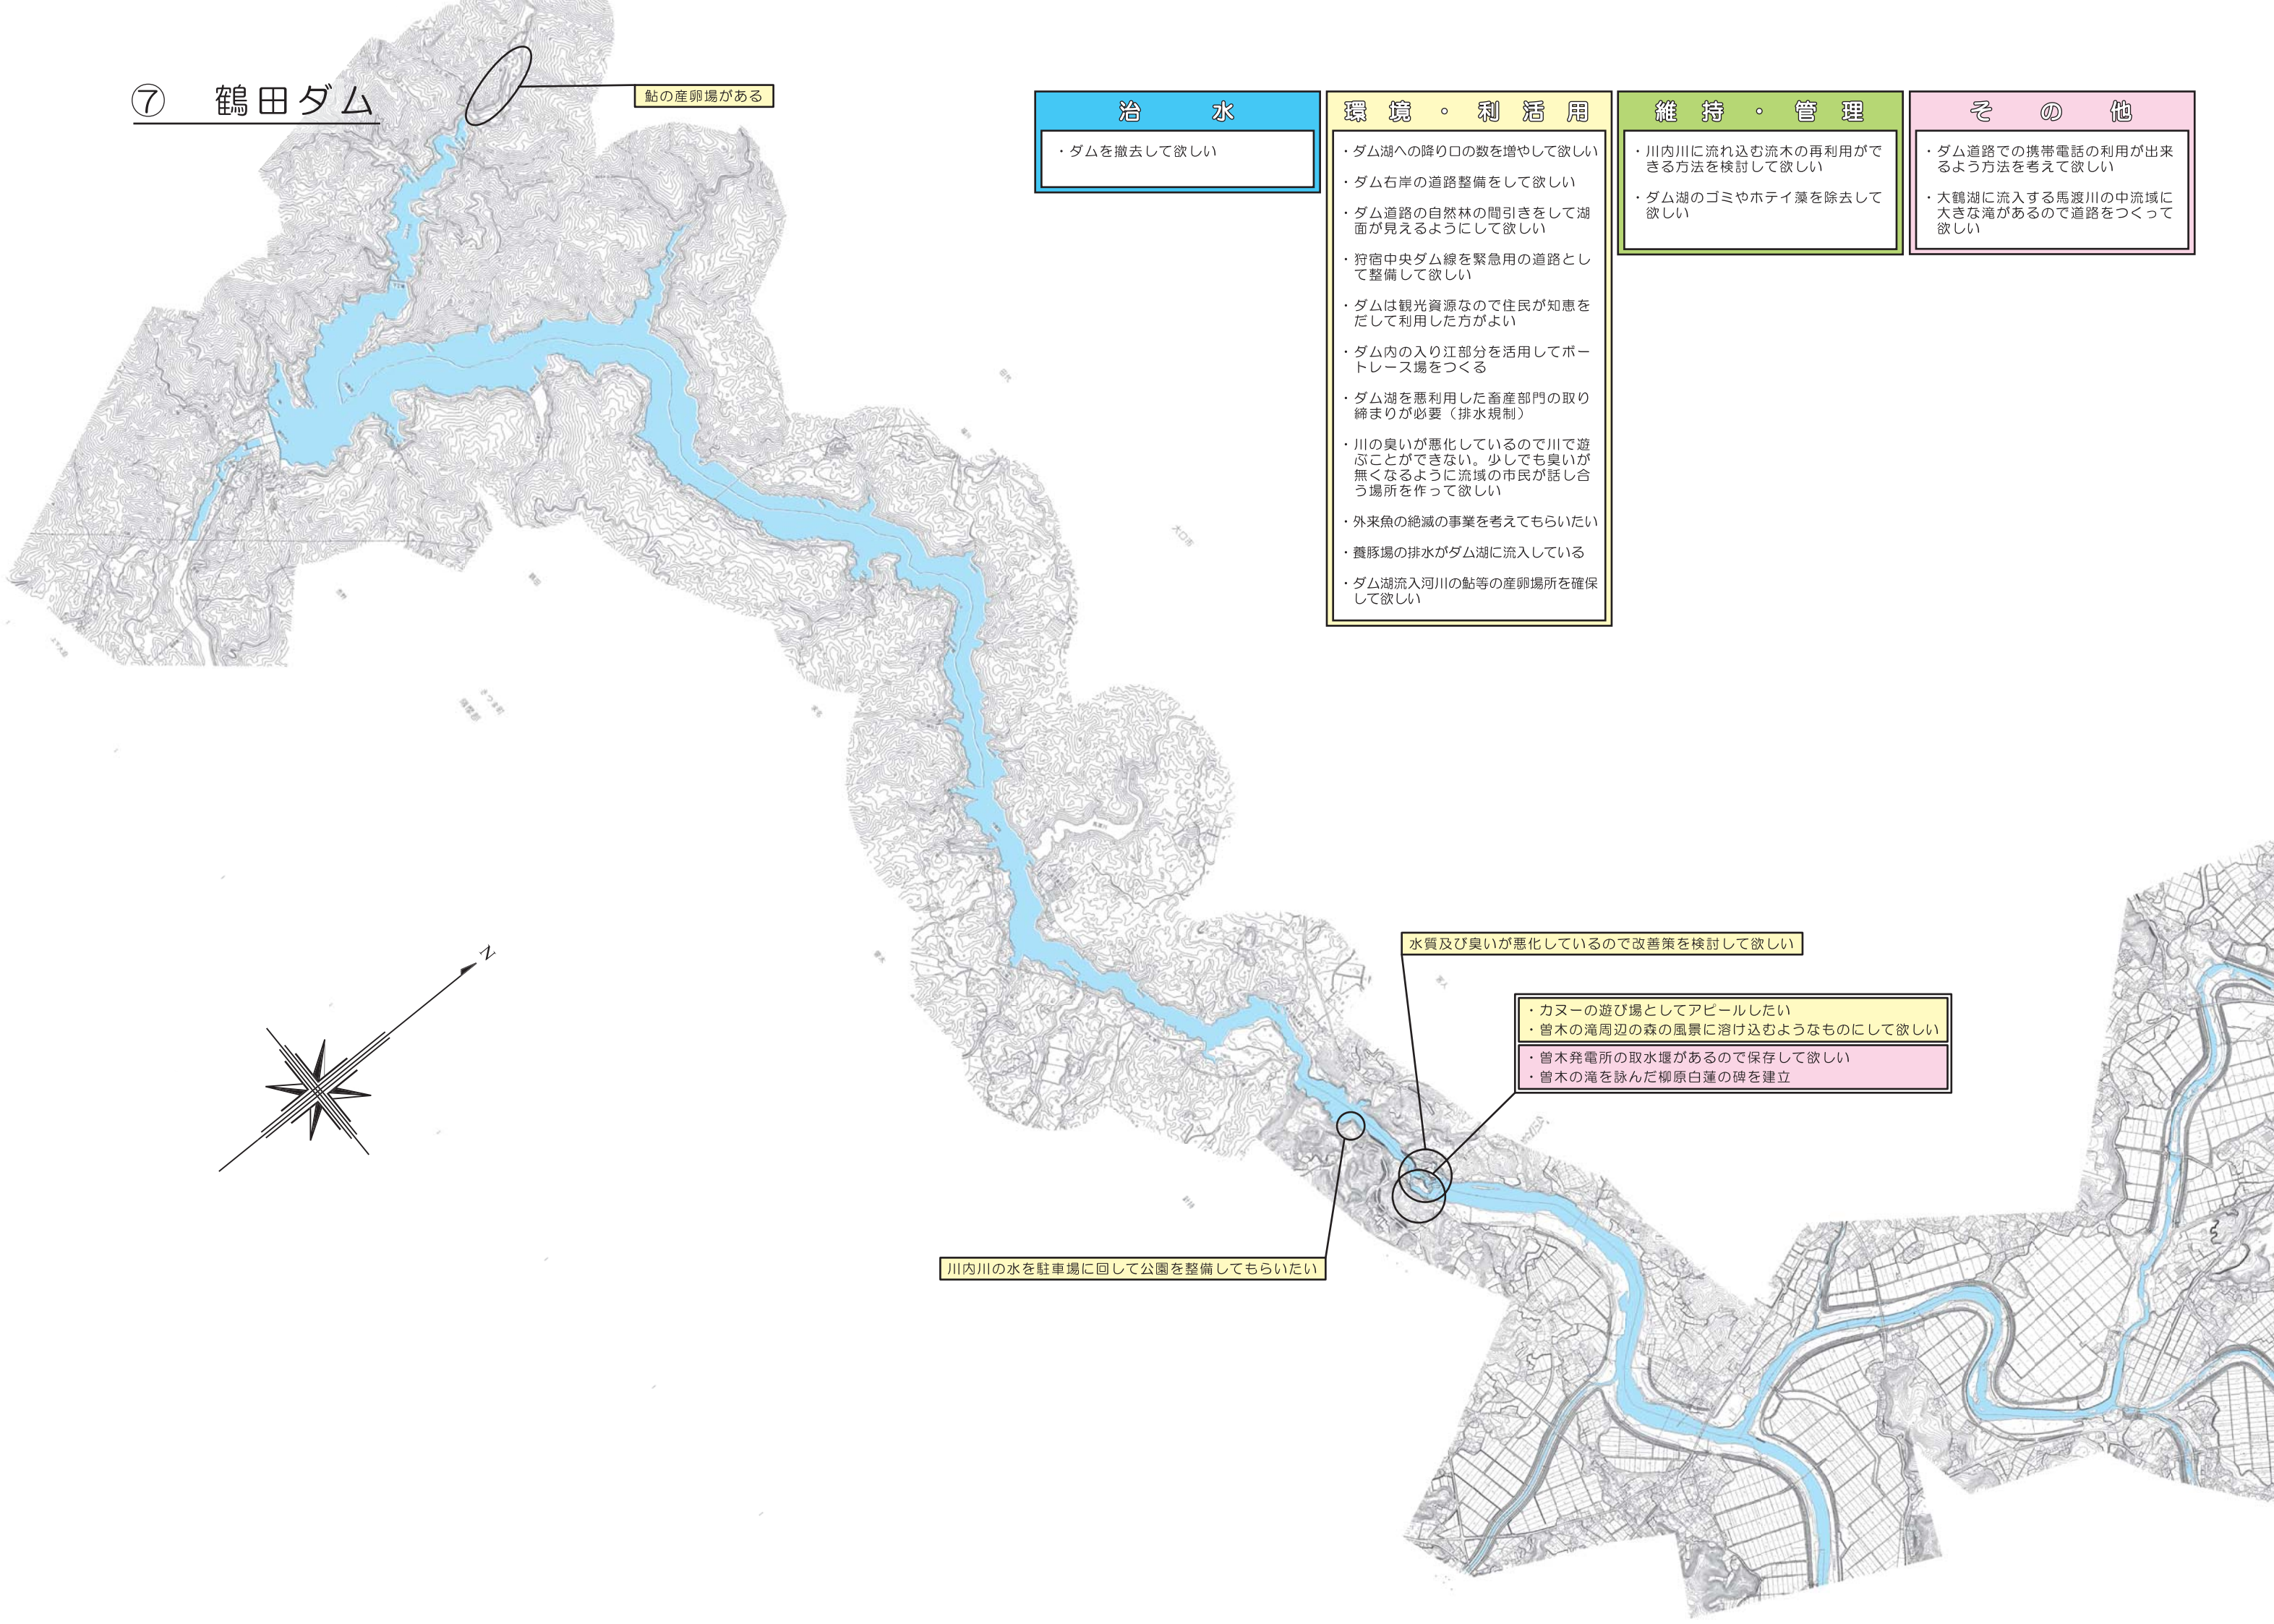 ⑦ 鶴田ダム
鮎の産卵場がある
治水
・ダムを撤去して欲しい
環境・利活用
・ダム湖への降り口の数を増やして欲しい
・ダム右岸の道路整備をして欲しい
・ダム道路の自然林の間引きをして湖
面が見えるようにして欲しい
・狩宿中央ダム線を緊急用の道路とし
て整備して欲しい
・ダムは観光資源なので住民が知恵を
だして利用した方がよい
・ダム内の入り江部分を活用してボー
トレース場をつくる
・ダム湖を悪利用した畜産部門の取り
締まりが必要（排水規制）
・川の臭いが悪化しているので川で遊
ぶことができない。少しでも臭いが
無くなるように流域の市民が話し合
う場所を作って欲しい
・外来魚の絶滅の事業を考えてもらいたい
・養豚場の排水がダム湖に流入している
・ダム湖流入河川の鮎等の産卵場所を確保
して欲しい
維持・管理
・川内川に流れ込む流木の再利用がで
きる方法を検討して欲しい
・ダム湖のゴミやホテイ藻を除去して
欲しい
その他
・ダム道路での携帯電話の利用が出来
るよう方法を考えて欲しい
・大鶴湖に流入する馬渡川の中流域に
大きな滝があるので道路をつくって
欲しい
大口市
さつま町
薩摩郡
N
水質及び臭いが悪化しているので改善策を検討して欲しい
・カヌーの遊び場としてアピールしたい
・曽木の滝周辺の森の風景に溶け込むようなものにして欲しい
・曽木発電所の取水堰があるので保存して欲しい
・曽木の滝を詠んだ柳原白蓮の碑を建立
川内川の水を駐車場に回して公園を整備してもらいたい